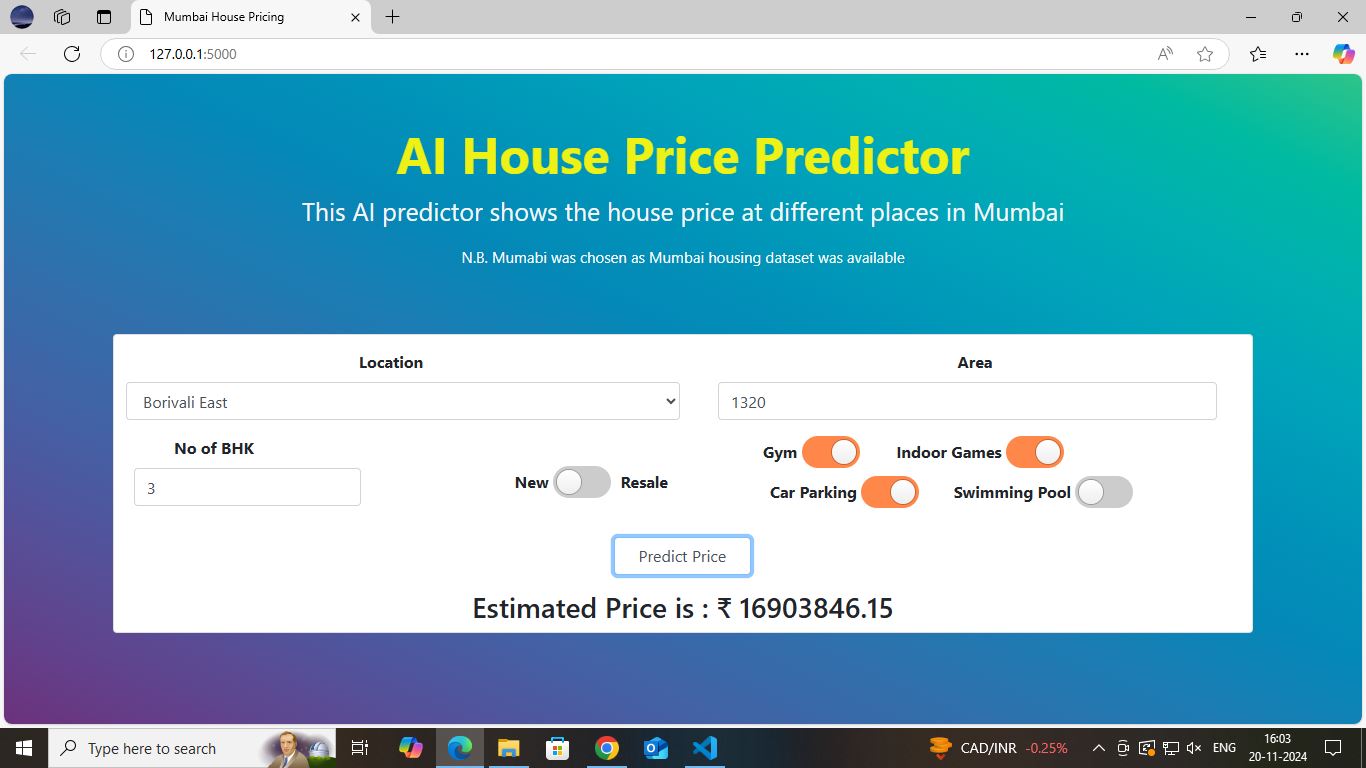 Mumbai House Pricing
127.0.0.1:5000
AI House Price Predictor
This AI predictor shows the house price at different places in Mumbai
N.B. Mumabi was chosen as Mumbai housing dataset was available
Location
Area
Borivali East
1320
No of BHK
Gym
Indoor Games
3
New
Resale
Car Parking
Swimming Pool
Predict Price
Estimated Price is : ₹ 16903846.15
Type here to search
CAD/INR -0.25%
ENG
16:03
20-11-2024